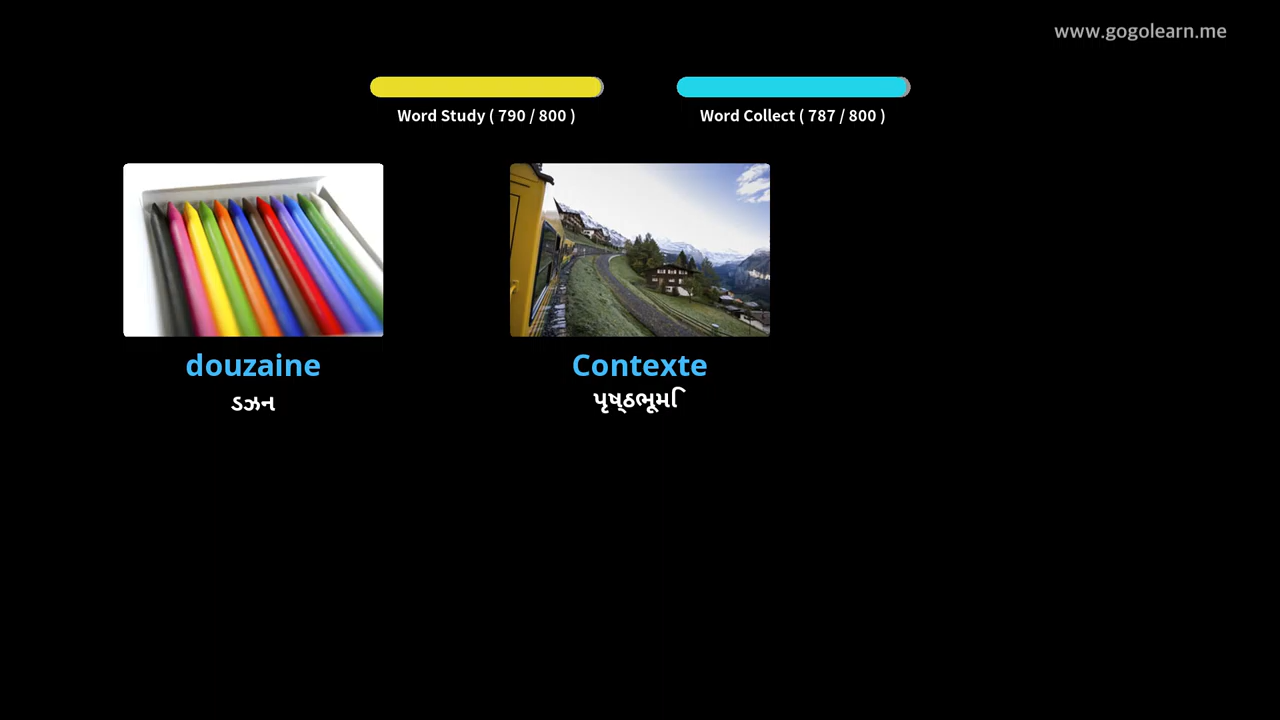 www.gogolearn.me
Word Study ( 790 / 800 )
Word Collect ( 787 / 800 )
douzaine
ડઝન
Contexte
પૃષ્ઠભૂમિ